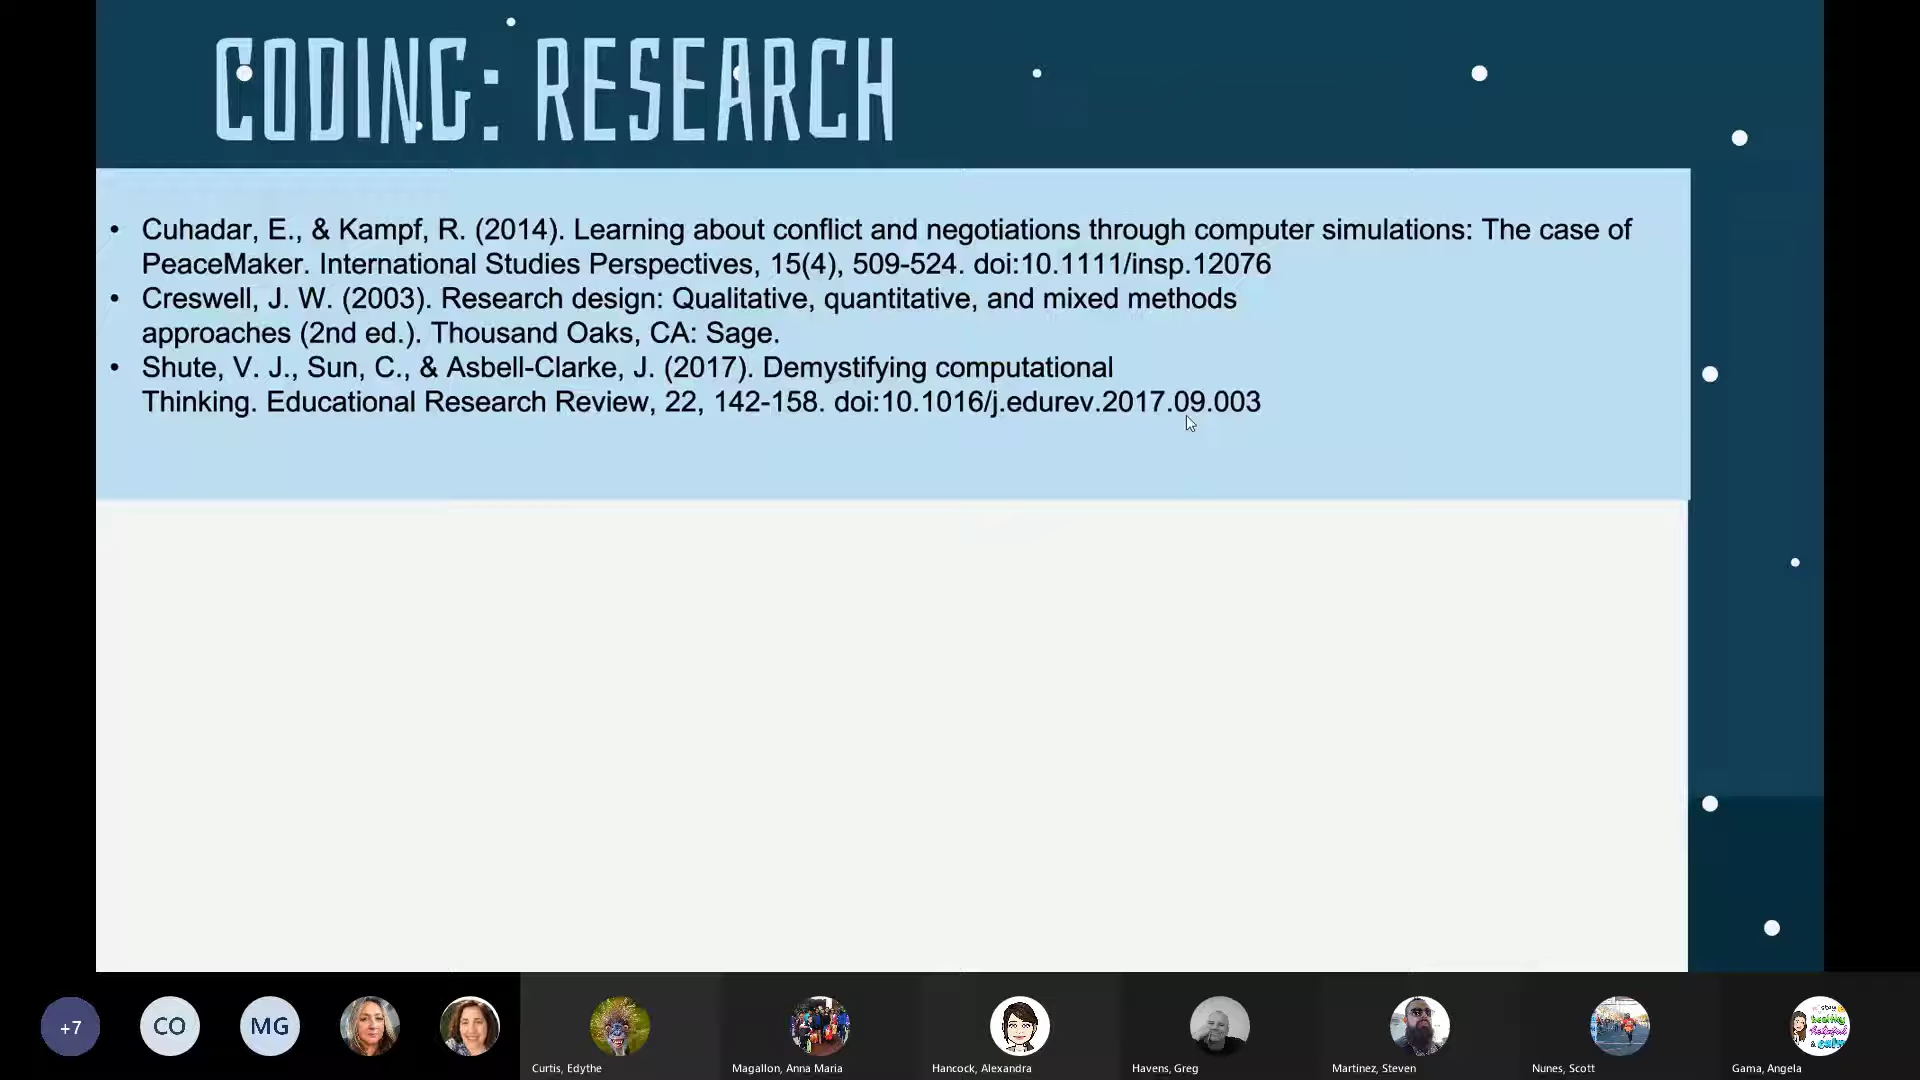 CODING: RESEARCH
• Cuhadar, E., & Kampf, R. (2014). Learning about conflict and negotiations through computer simulations: The case of
PeaceMaker. International Studies Perspectives, 15(4), 509-524. doi:10.1111/insp.12076
• Creswell, J. W. (2003). Research design: Qualitative, quantitative, and mixed methods
approaches (2nd ed.). Thousand Oaks, CA: Sage.
• Shute, V. J., Sun, C., & Asbell-Clarke, J. (2017). Demystifying computational
Thinking. Educational Research Review, 22, 142-158. doi:10.1016/j.edurev.2017.09.003
+7
CO
MG
stay
healthy
helpful
& calm
Curtis, Edythe
Magallon, Anna Maria
Hancock, Alexandra
Havens, Greg
Martinez, Steven
Nunes, Scott
Gama, Angela